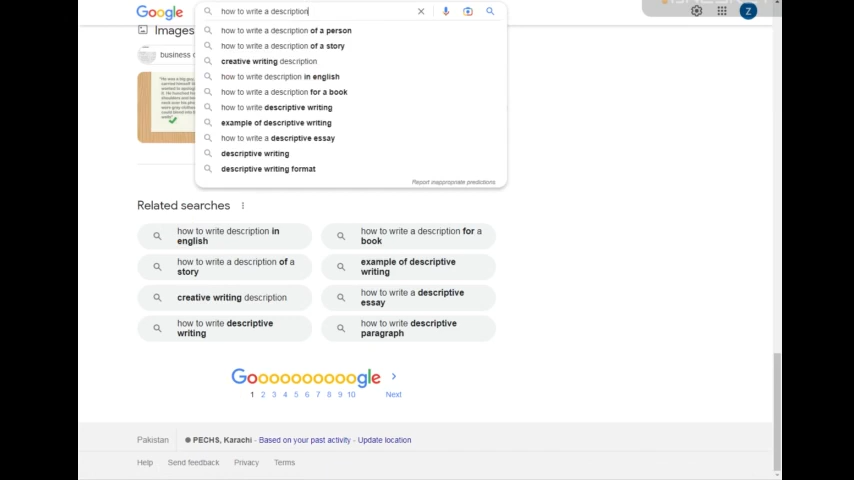 Google
how to write a description
Images
business
how to write a description of a person
how to write a description of a story
creative writing description
how to write description in english
how to write a description for a book
how to write descriptive writing
example of descriptive writing
how to write a descriptive essay
descriptive writing
descriptive writing format
Report inappropriate predictions
Z
Related searches
how to write description in
english
how to write a description for a
book
how to write a description of a
story
example of descriptive
writing
creative writing description
how to write a descriptive
essay
how to write descriptive
writing
how to write descriptive
paragraph
Goooooooooogle
1 2 3 4 5 6 7 8 9 10 Next
Pakistan PECHS, Karachi - Based on your past activity - Update location
Help Send feedback Privacy Terms